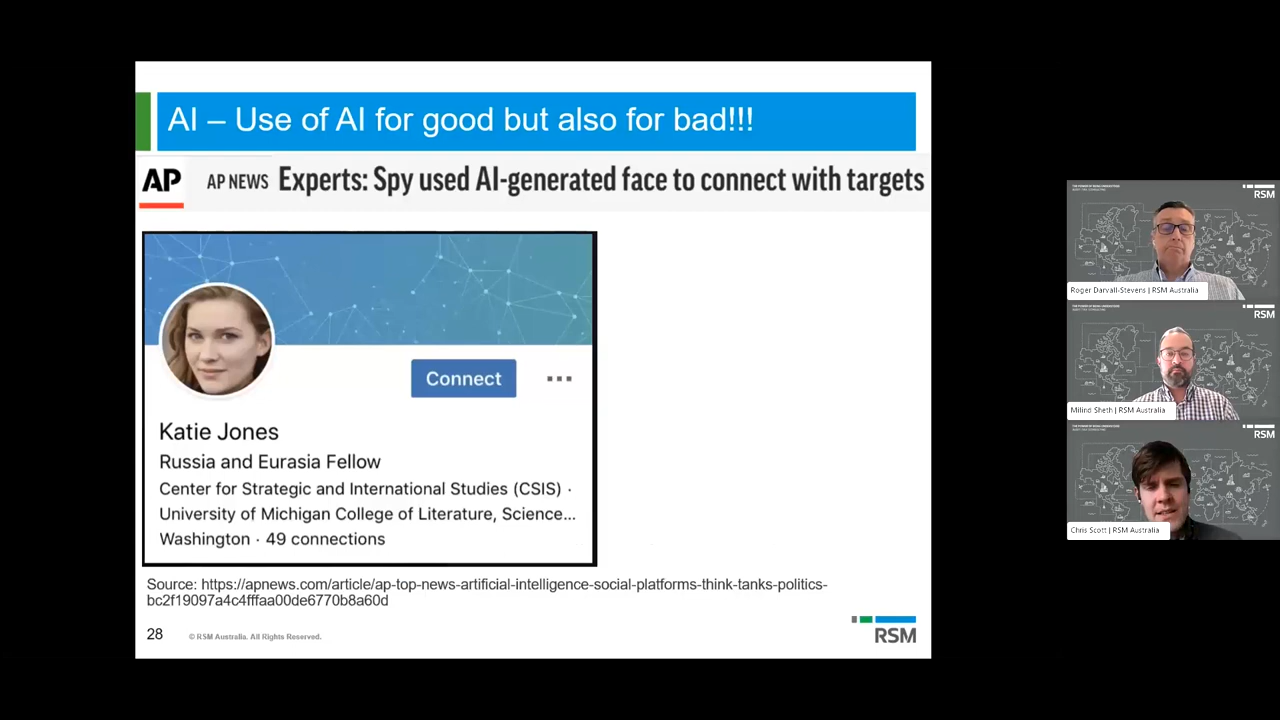 AI – Use of AI for good but also for bad!!!
AP
AP NEWS
Experts: Spy used AI-generated face to connect with targets
Connect
Katie Jones
Russia and Eurasia Fellow
Center for Strategic and International Studies (CSIS) ·
University of Michigan College of Literature, Science...
Washington · 49 connections
Source: https://apnews.com/article/ap-top-news-artificial-intelligence-social-platforms-think-tanks-politics-
bc2f19097a4c4fffaa00de6770b8a60d
28
© RSM Australia. All Rights Reserved.
RSM
RSM
Roger Darvall-Stevens | RSM Australia
RSM
Milind Sheth | RSM Australia
RSM
Chris Scott | RSM Australia